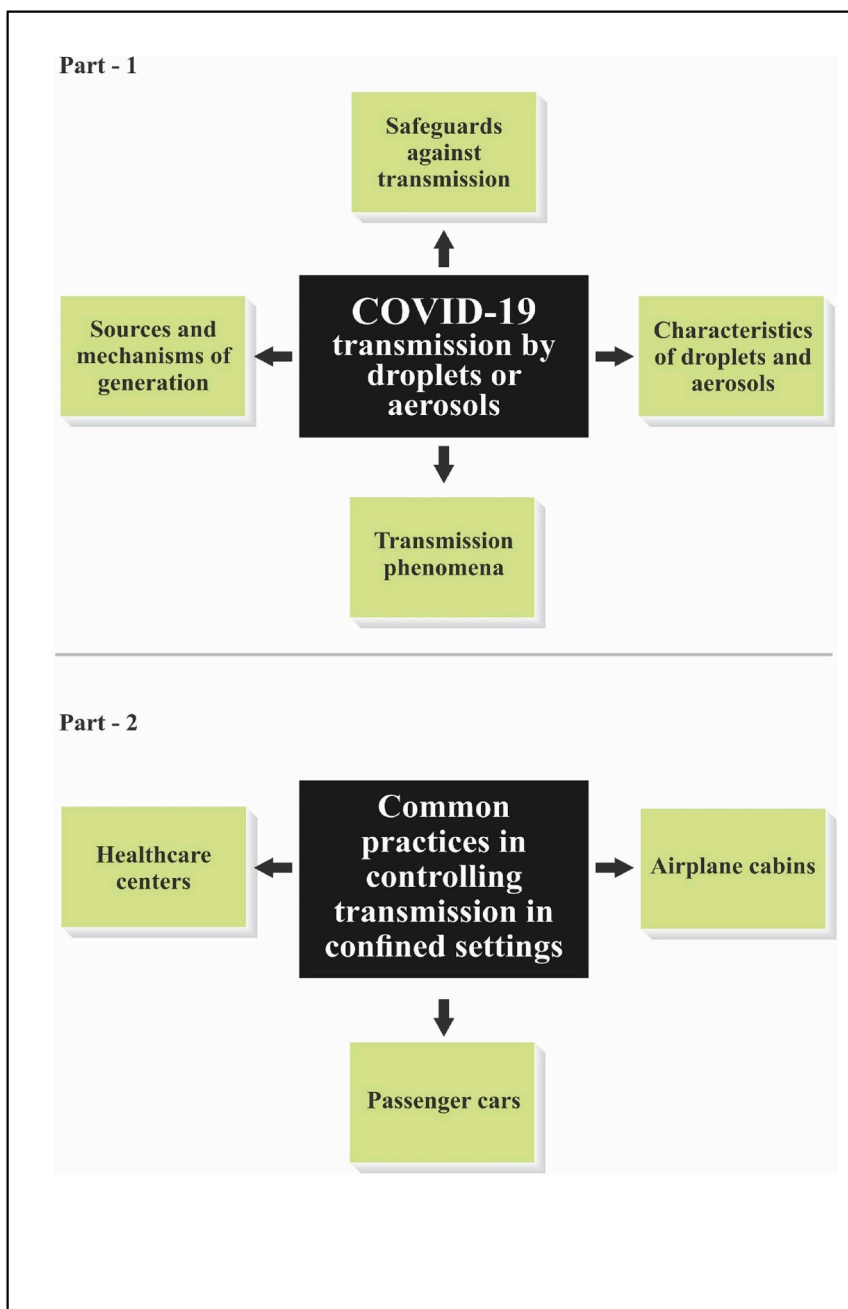 Part - 1
Safeguards
against
transmission
Sources and
mechanisms of
generation
COVID-19
transmission by
droplets or
aerosols
Characteristics
of droplets and
aerosols
Transmission
phenomena
Part - 2
Healthcare
centers
Common
practices in
controlling
transmission in
confined settings
Airplane cabins
Passenger cars